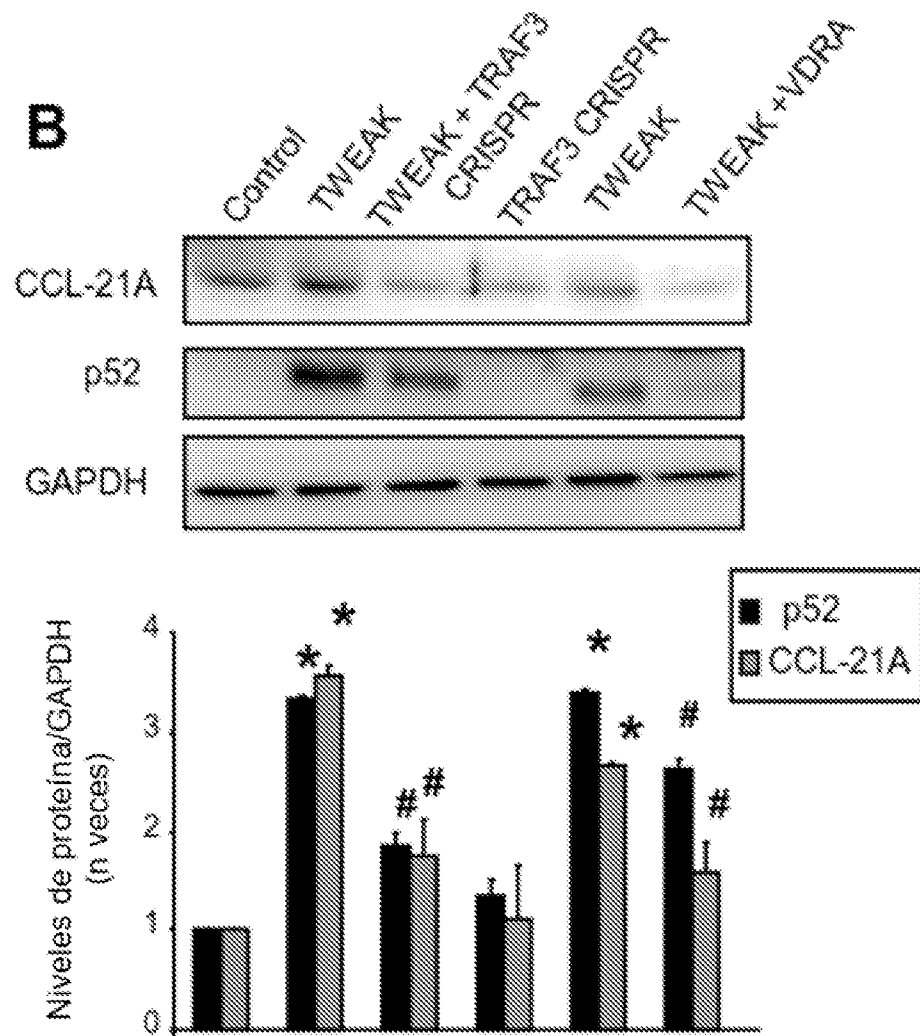 B
Control
TWEAK
TWEAK + TRAF3
CRISPR
TRAF3 CRISPR
TWEAK
TWEAK +VDRA
CCL-21A
p52
GAPDH
p52
CCL-21A
Niveles de proteína/GAPDH
(n veces)
4
3
2
1
0
* *
# #
* *
# #